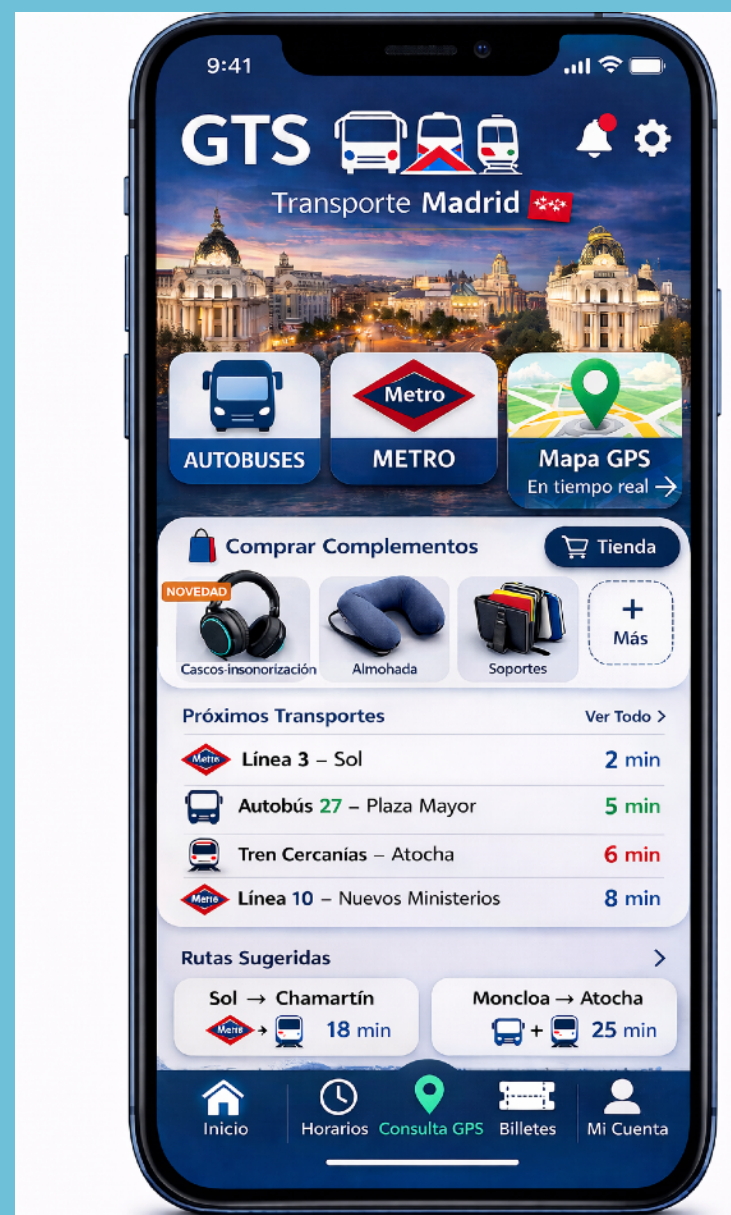 9:41
GTS
Transporte Madrid
AUTOBUSES
Metro
METRO
Mapa GPS
En tiempo real →
Comprar Complementos
Tienda
NOVEDAD
Cascos-insonorización
Almohada
Soportes
+
Más
Próximos Transportes
Ver Todo >
Metro
Línea 3 – Sol
2 min
Autobús 27 – Plaza Mayor
5 min
Tren Cercanías – Atocha
6 min
Metro
Línea 10 – Nuevos Ministerios
8 min
Rutas Sugeridas
>
Sol → Chamartín
Metro → 18 min
Moncloa → Atocha
+ 25 min
Inicio
Horarios
Consulta GPS
Billetes
Mi Cuenta